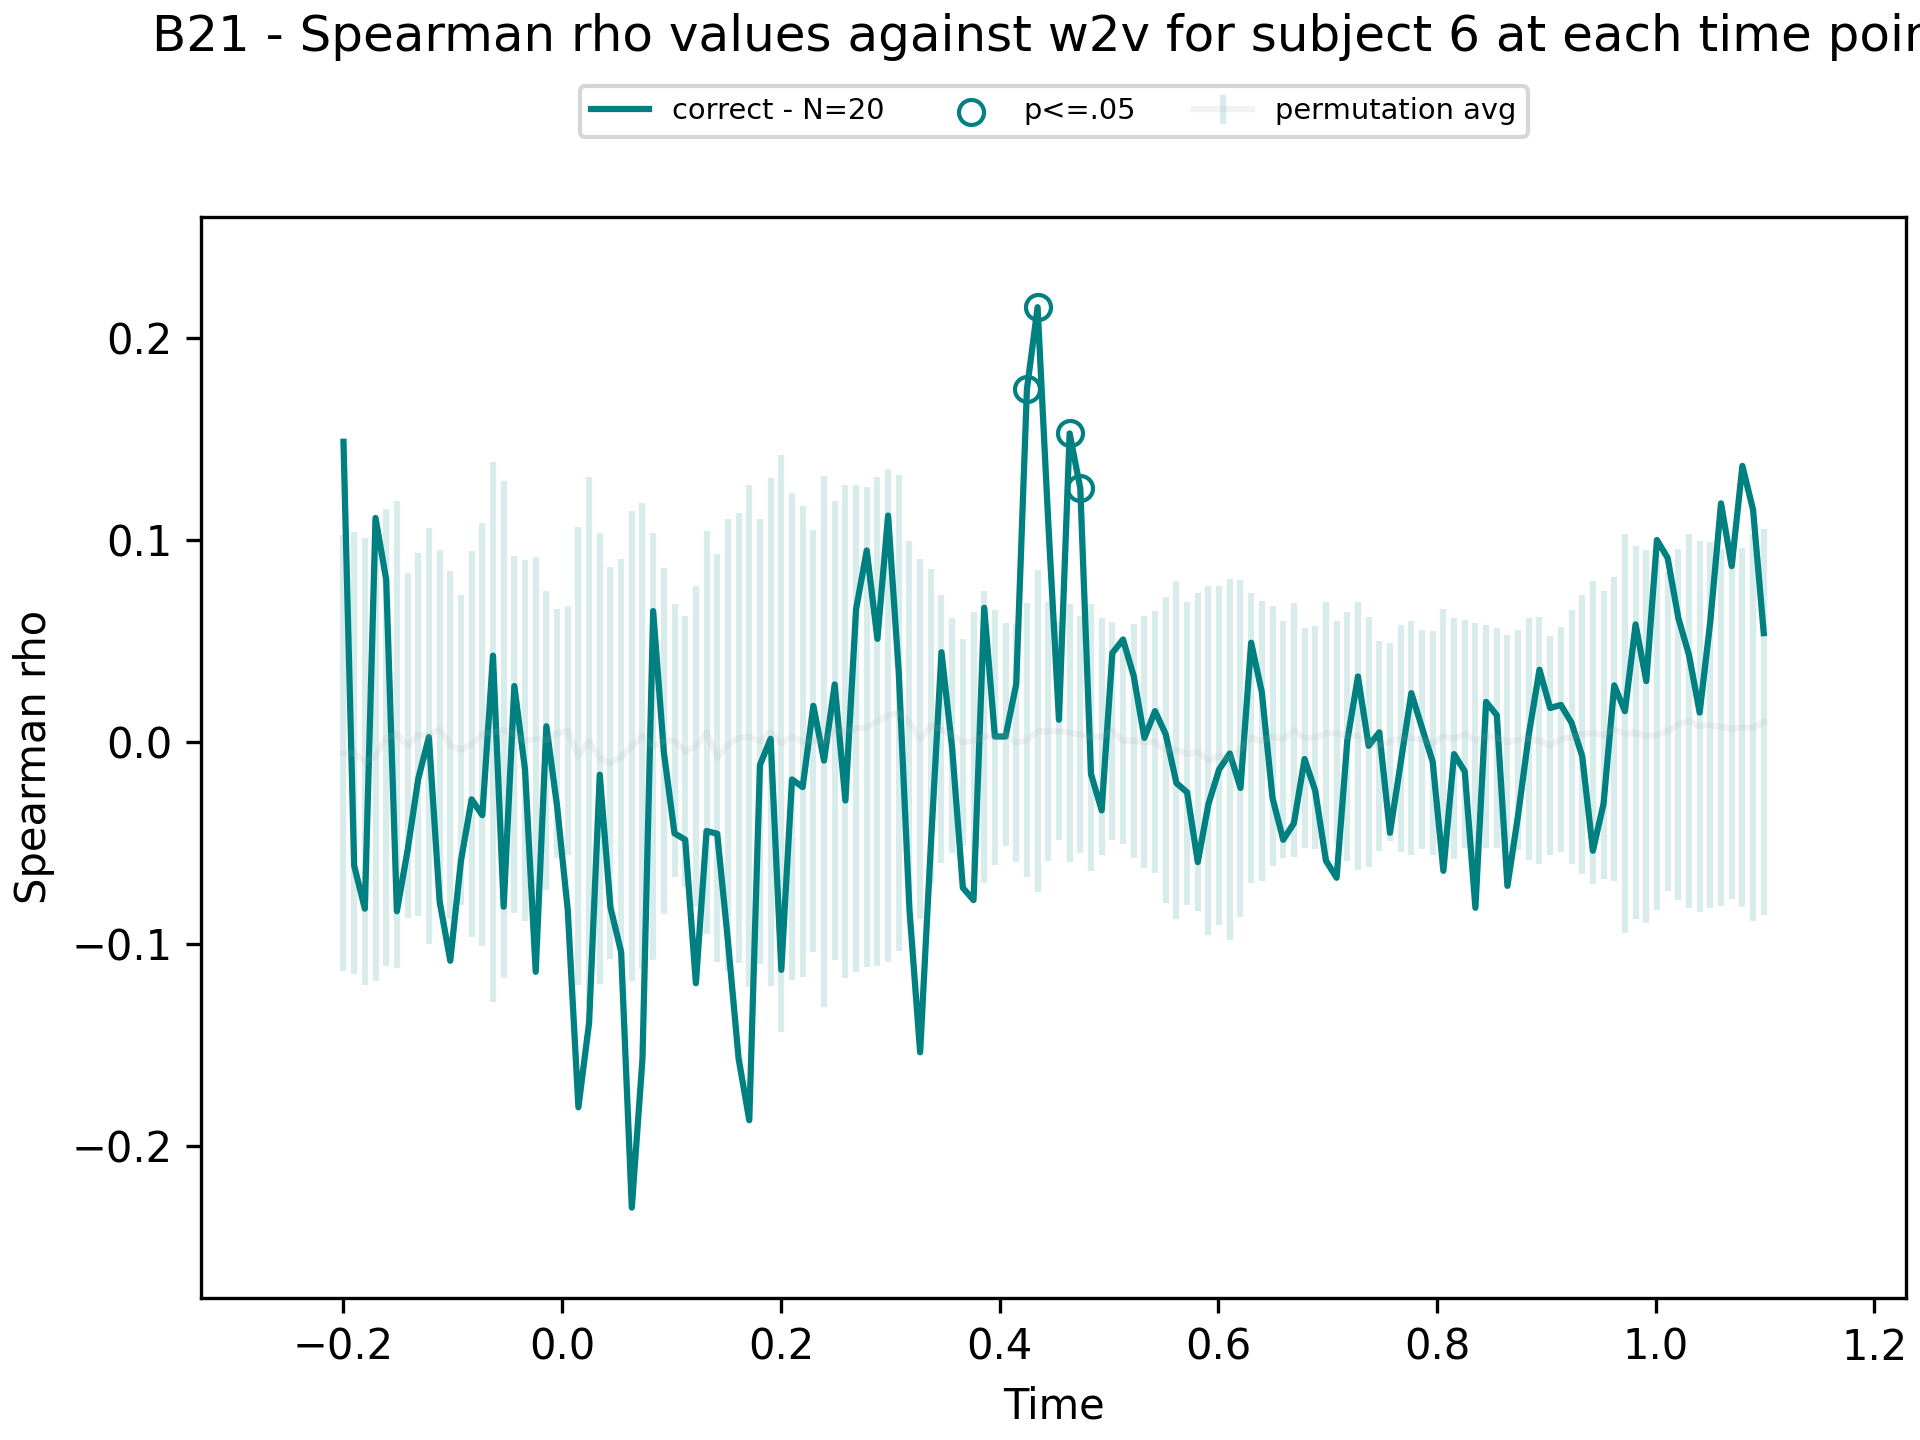 B21 - Spearman rho values against w2v for subject 6 at each time
correct - N=20 p<=.05 permutation avg
Spearman rho
0.2
0.1
0.0
−0.1
−0.2
−0.2 0.0 0.2 0.4 0.6 0.8 1.0 1.2
Time